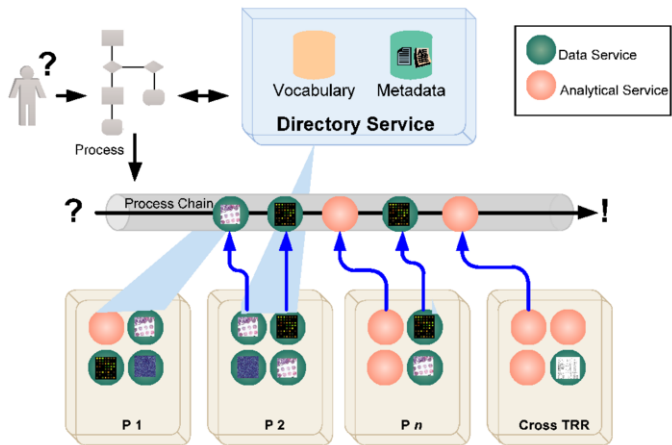 ?
Vocabulary
Metadata
Directory Service
Data Service
Analytical Service
Process
Process Chain
?
!
P 1
P 2
P n
Cross TRR